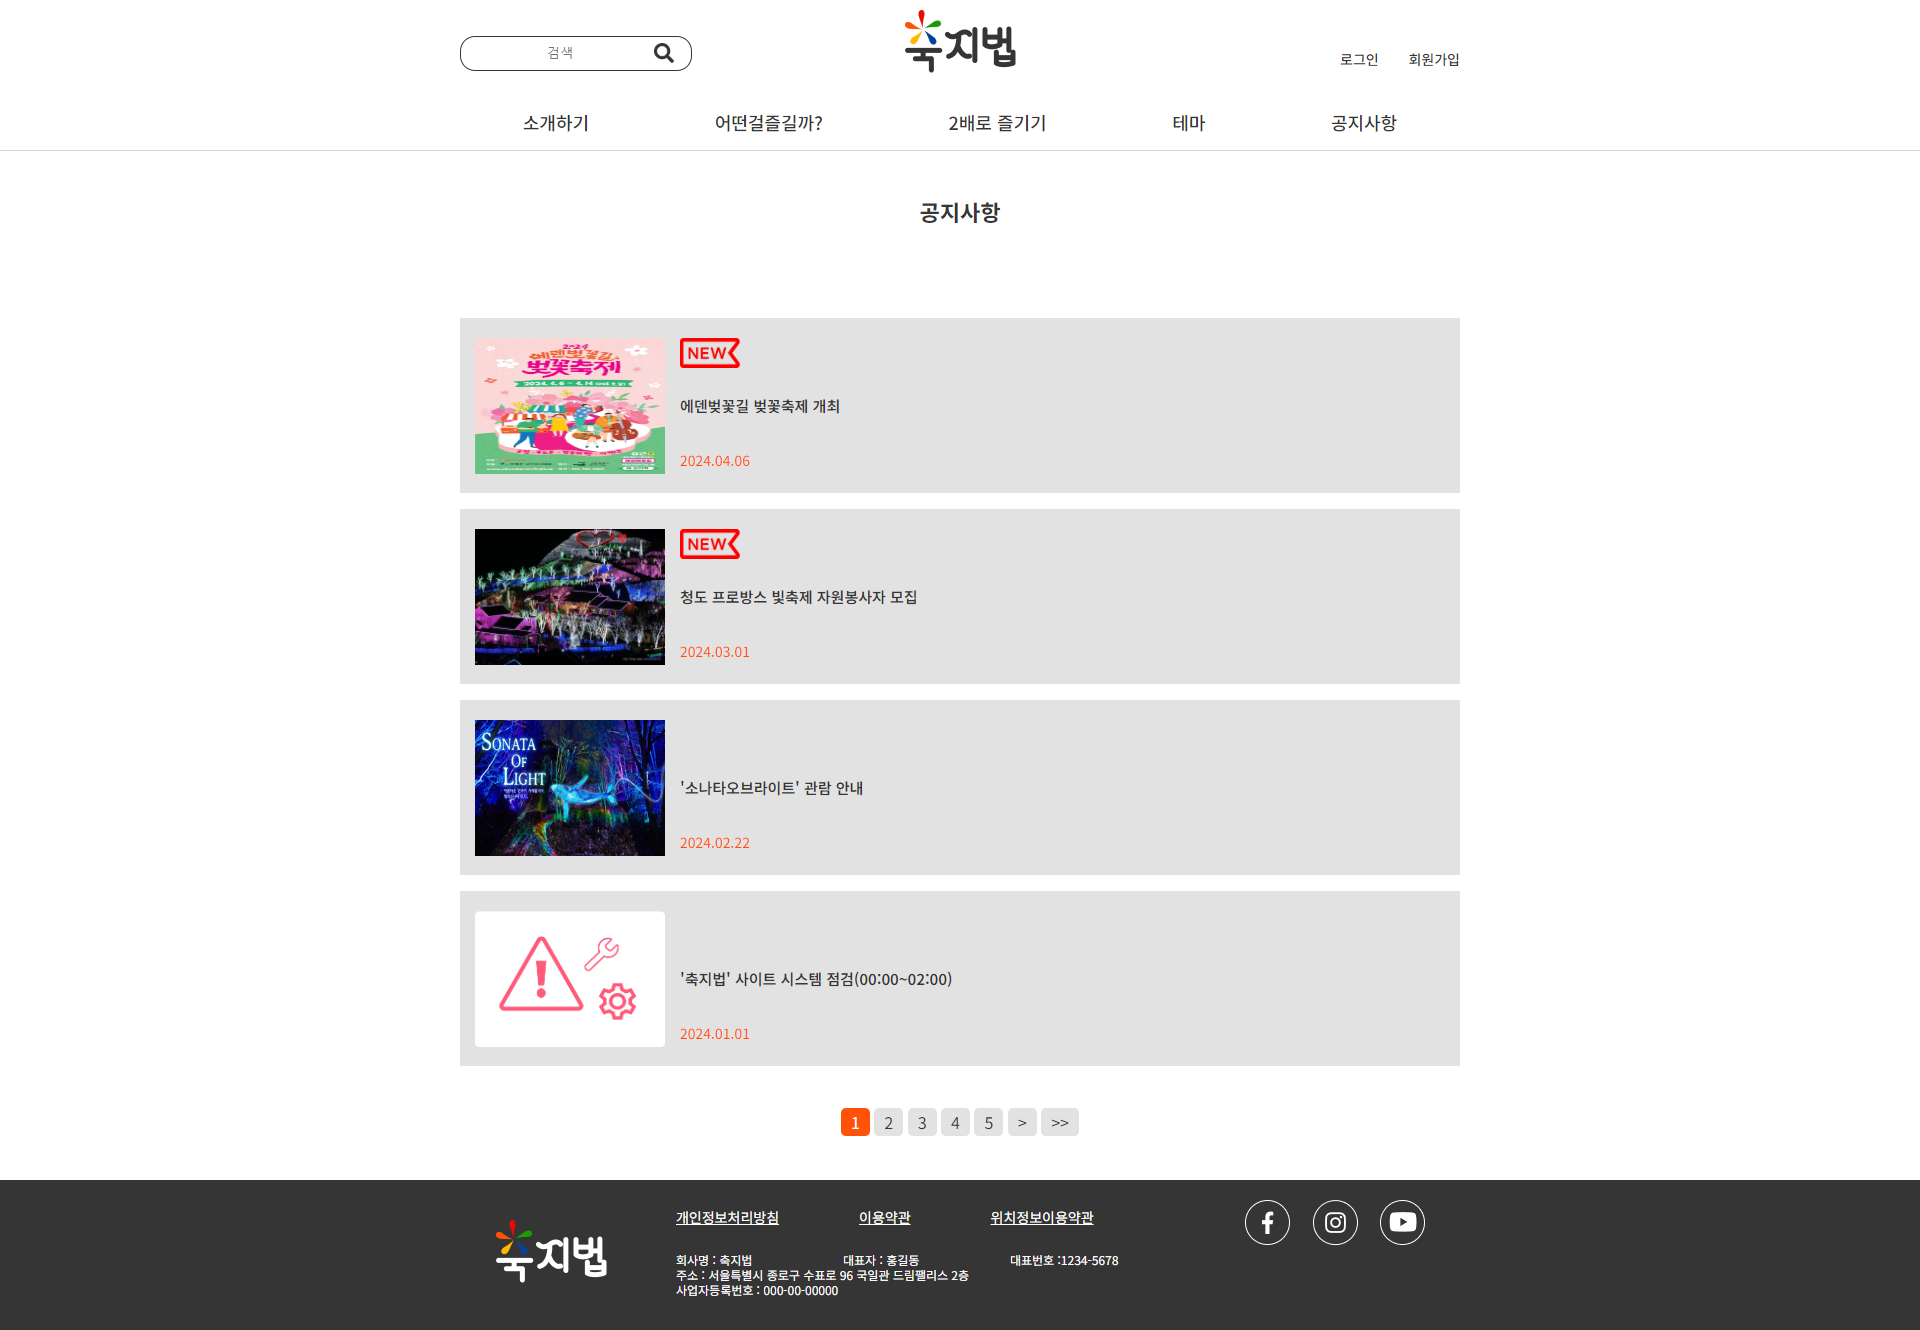 검색
축지법
로그인
회원가입
소개하기
어떤걸즐길까?
2배로 즐기기
테마
공지사항
공지사항
2024
에덴벚꽃길
벚꽃축제
NEW
에덴벚꽃길 벚꽃축제 개최
2024.04.06
NEW
청도 프로방스 빛축제 자원봉사자 모집
2024.03.01
SONATA
OF
LIGHT
'소나타오브라이트' 관람 안내
2024.02.22
'축지법' 사이트 시스템 점검(00:00~02:00)
2024.01.01
1 2 3 4 5 > >>
축지법
개인정보처리방침
이용약관
위치정보이용약관
회사명 : 축지법
대표자 : 홍길동
대표번호 :1234-5678
주소 : 서울특별시 종로구 수표로 96 국일관 드림팰리스 2층
사업자등록번호 : 000-00-00000